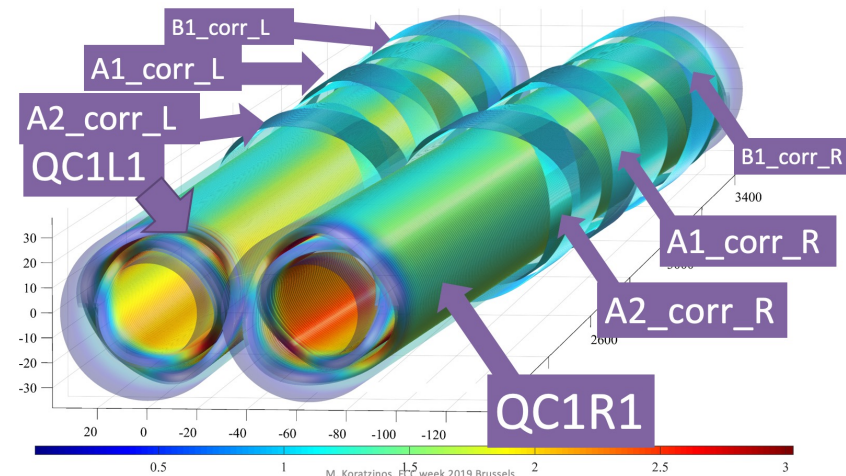 B1_corr_L
A1_corr_L
A2_corr_L
QC1L1
B1_corr_R
3400
A1_corr_R
A2_corr_R
2600
QC1R1
30
20
10
0
-10
-20
-30
20 0 -20 -40 -60 -80 -100 -120
0.5 1 1.5 2 2.5 3
M. Koratzinos, FCC week 2019 Brussels